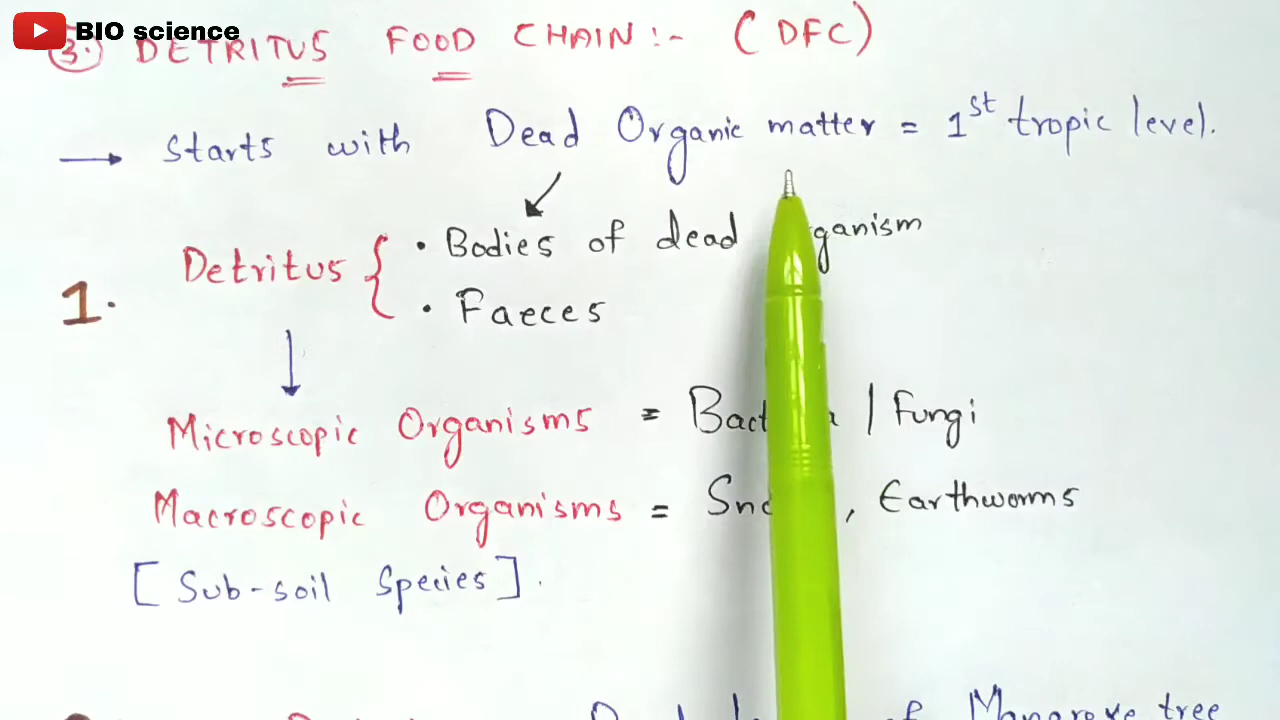 BIO science
3. DETRITUS FOOD CHAIN :- (DFC)
→ Starts with Dead Organic matter = 1st tropic level.
Detritus { • Bodies of dead
• Faeces
1.
Microscopic Organisms = | Fungi
Macroscopic Organisms = , Earthworms
[Sub-soil Species].
of Mangrove tree